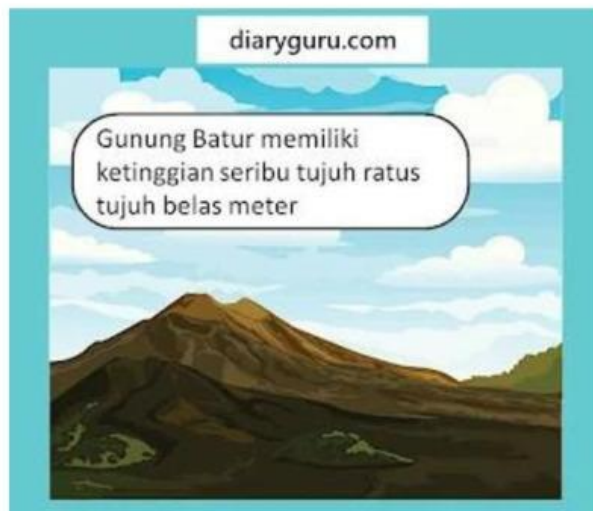 diaryguru.com
Gunung Batur memiliki
ketinggian seribu tujuh ratus
tujuh belas meter